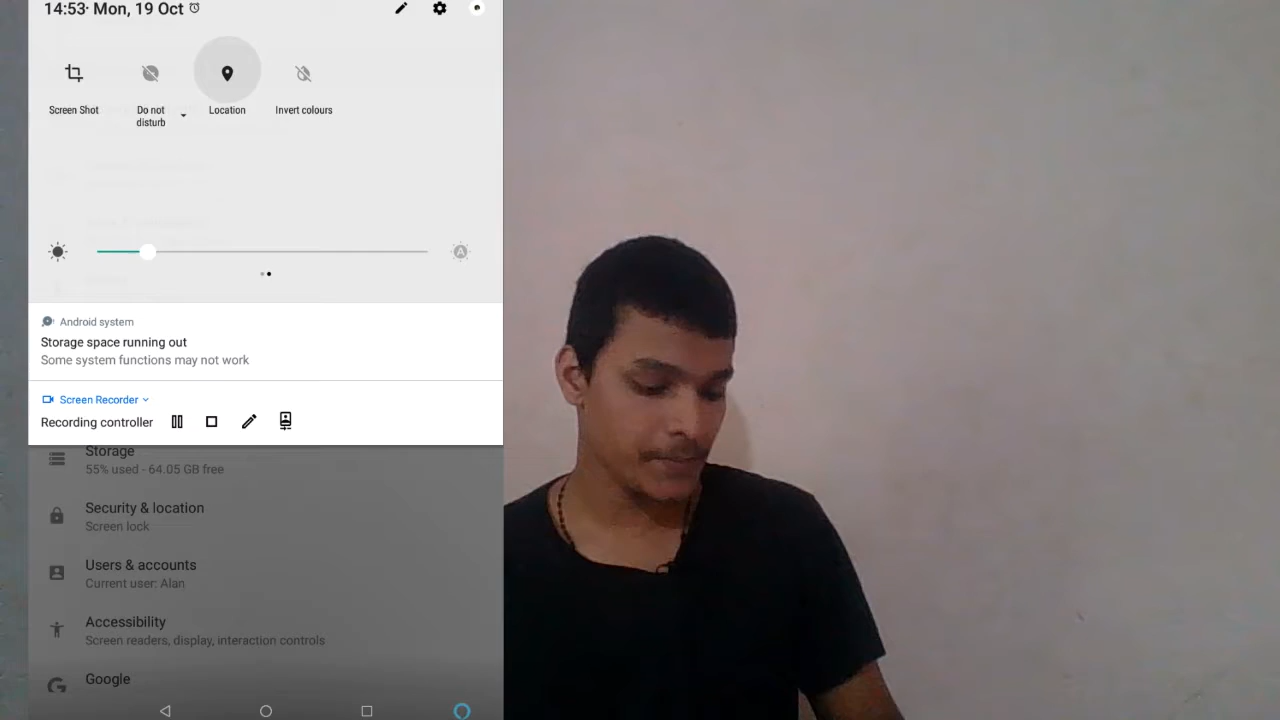 14:53· Mon, 19 Oct
Screen Shot
Do not
disturb
Location
Invert colours
A
Android system
Storage space running out
Some system functions may not work
Screen Recorder
Recording controller
Storage
55% used - 64.05 GB free
Security & location
Screen lock
Users & accounts
Current user: Alan
Accessibility
Screen readers, display, interaction controls
G
Google